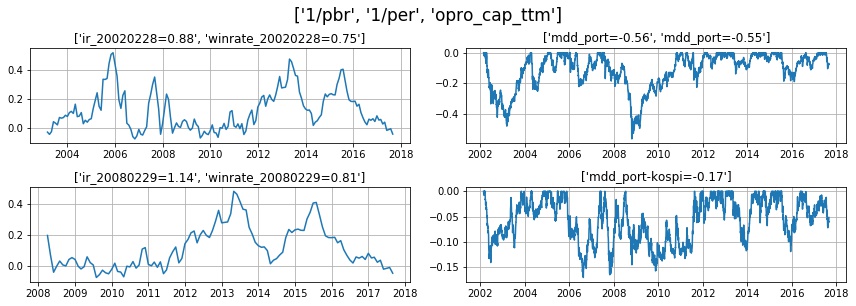 ['1/pbr', '1/per', 'opro_cap_ttm']
['ir_20020228=0.88', 'winrate_20020228=0.75']
0.4
0.2
0.0
2004 2006 2008 2010 2012 2014 2016 2018
['mdd_port=-0.56', 'mdd_port=-0.55']
0.0
−0.2
−0.4
2002 2004 2006 2008 2010 2012 2014 2016 2018
['ir_20080229=1.14', 'winrate_20080229=0.81']
0.4
0.2
0.0
2008 2009 2010 2011 2012 2013 2014 2015 2016 2017 2018
['mdd_port-kospi=-0.17']
0.00
−0.05
−0.10
−0.15
2002 2004 2006 2008 2010 2012 2014 2016 2018